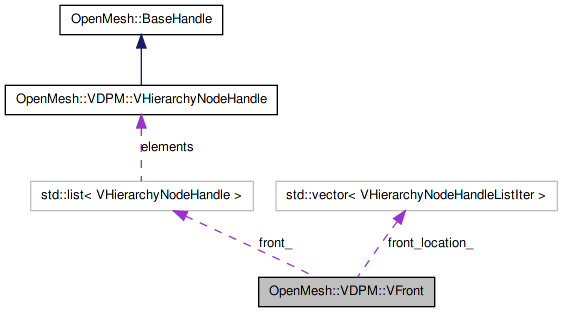 OpenMesh::BaseHandle
OpenMesh::VDPM::VHierarchyNodeHandle
elements
std::list< VHierarchyNodeHandle >
std::vector< VHierarchyNodeHandleListIter >
front_
front_location_
OpenMesh::VDPM::VFront